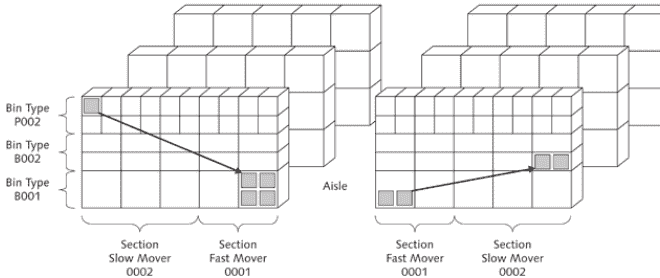 Bin Type
P002
Bin Type
B002
Bin Type
B001
Aisle
Section
Slow Mover
0002
Section
Fast Mover
0001
Section
Fast Mover
0001
Section
Slow Mover
0002